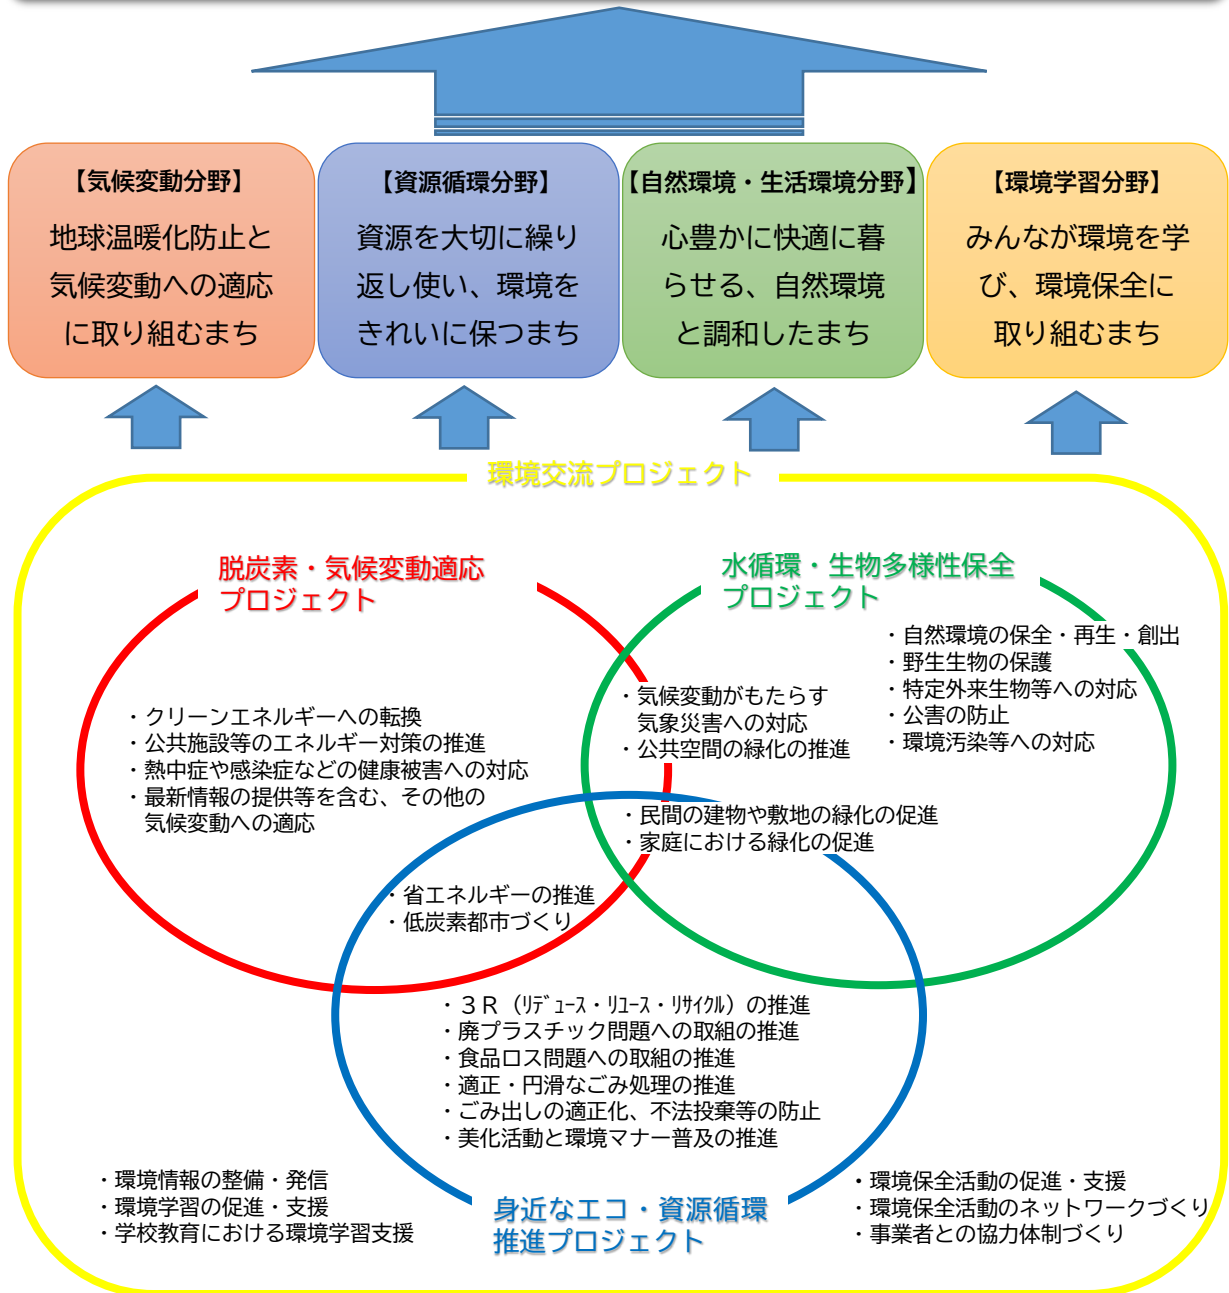 【気候変動分野】
地球温暖化防止と
気候変動への適応
に取り組むまち
【資源循環分野】
資源を大切に繰り
返し使い、環境を
きれいに保つまち
【自然環境・生活環境分野】
心豊かに快適に暮
らせる、自然環境
と調和したまち
【環境学習分野】
みんなが環境を学
び、環境保全に
取り組むまち
環境交流プロジェクト
脱炭素・気候変動適応
プロジェクト
水循環・生物多様性保全
プロジェクト
・自然環境の保全・再生・創出
・野生生物の保護
・特定外来生物等への対応
・公害の防止
・環境汚染等への対応
・気候変動がもたらす
気象災害への対応
・公共空間の緑化の推進
・クリーンエネルギーへの転換
・公共施設等のエネルギー対策の推進
・熱中症や感染症などの健康被害への対応
・最新情報の提供等を含む、その他の
気候変動への適応
・民間の建物や敷地の緑化の促進
・家庭における緑化の促進
・省エネルギーの推進
・低炭素都市づくり
・３Ｒ（ﾘﾃﾞｭｰｽ・ﾘﾕｰｽ・ﾘｻｲｸﾙ）の推進
・廃プラスチック問題への取組の推進
・食品ロス問題への取組の推進
・適正・円滑なごみ処理の推進
・ごみ出しの適正化、不法投棄等の防止
・美化活動と環境マナー普及の推進
・環境情報の整備・発信
・環境学習の促進・支援
・学校教育における環境学習支援
身近なエコ・資源循環
推進プロジェクト
・環境保全活動の促進・支援
・環境保全活動のネットワークづくり
・事業者との協力体制づくり